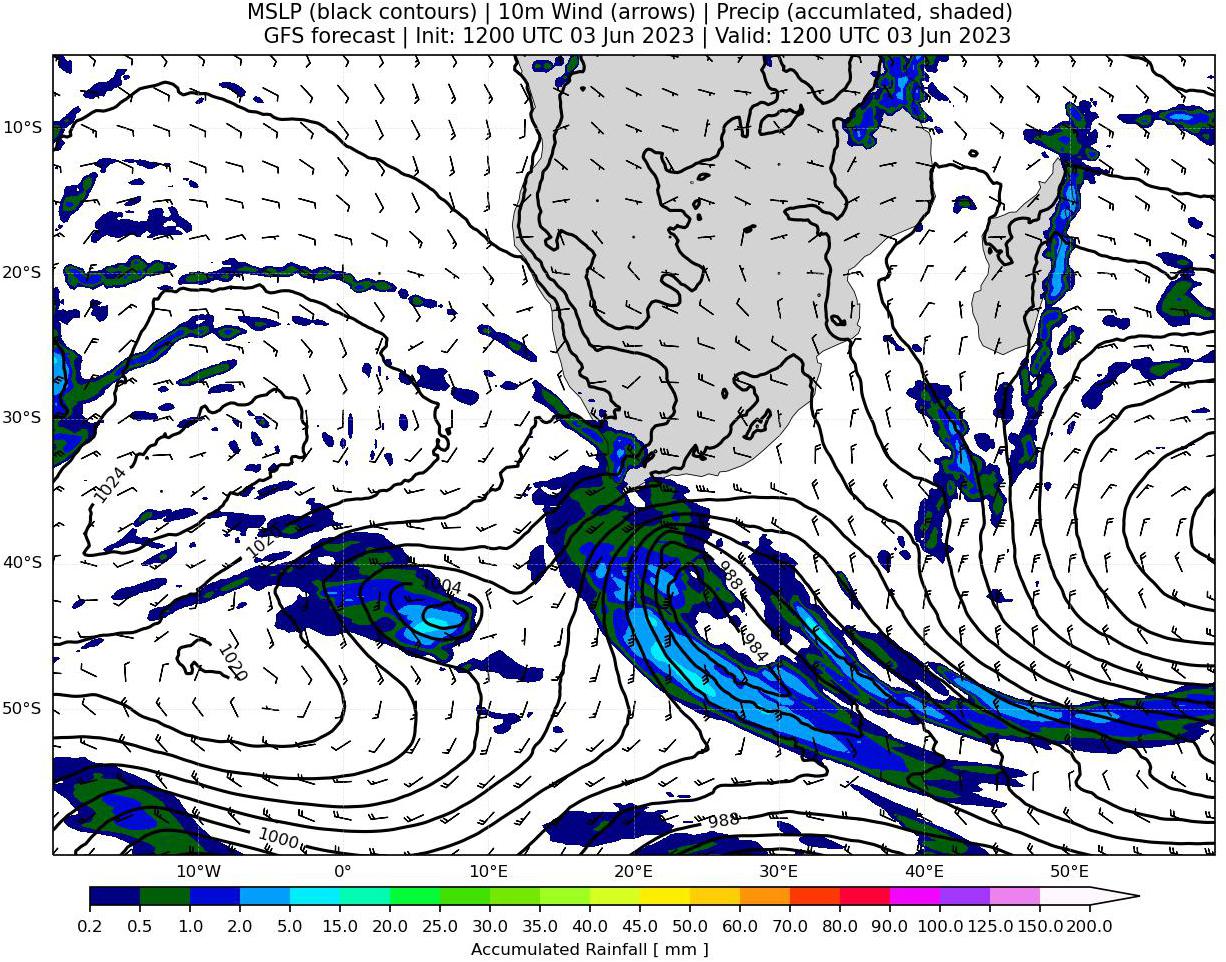 MSLP (black contours) | 10m Wind (arrows) | Precip (accumlated, shaded)
GFS forecast | Init: 1200 UTC 03 Jun 2023 | Valid: 1200 UTC 03 Jun 2023
10°S
20°S
30°S
1024
40°S
988
1004
984
1020
50°S
988
1000
10°W 0° 10°E 20°E 30°E 40°E 50°E
0.2 0.5 1.0 2.0 5.0 10.0 15.0 20.0 25.0 30.0 35.0 40.0 45.0 50.0 60.0 70.0 80.0 90.0 100.0 125.0 150.0 200.0
Accumulated Rainfall [ mm ]